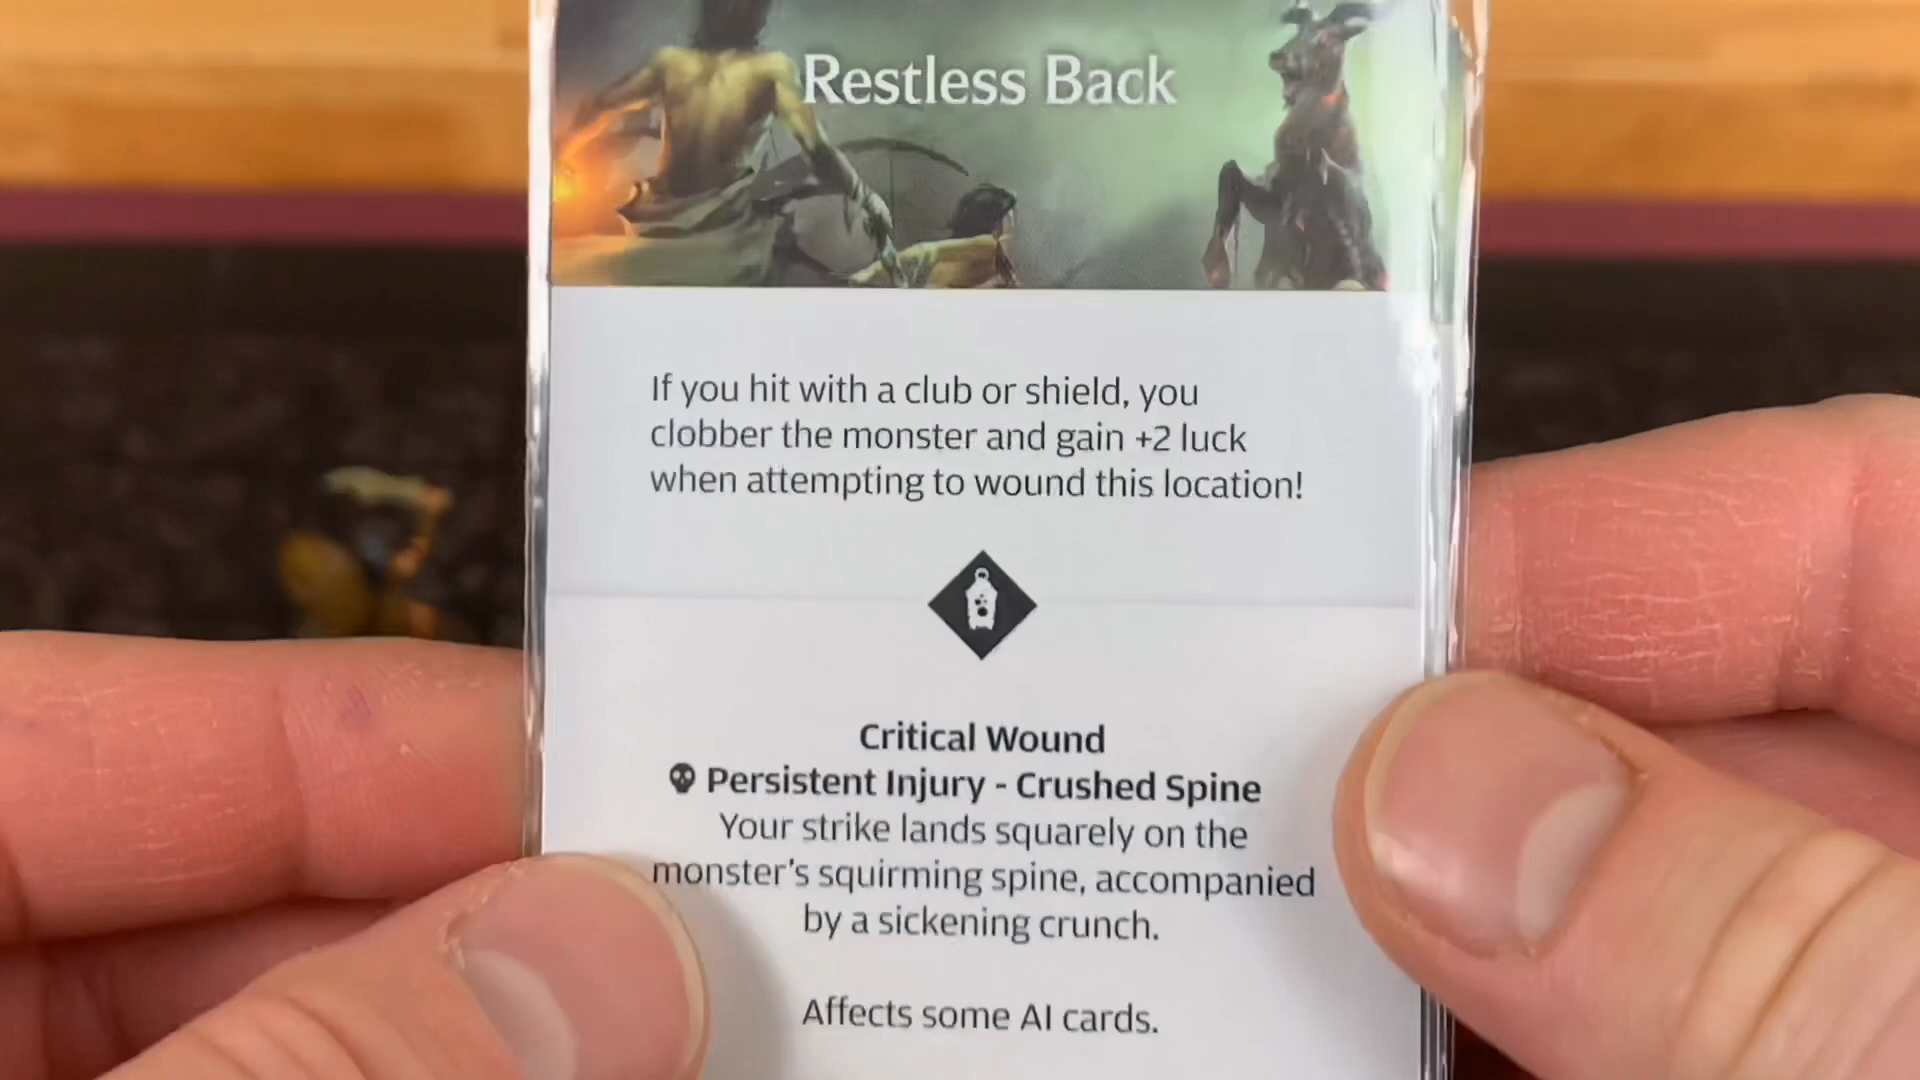 Restless Back
If you hit with a club or shield, you
clobber the monster and gain +2 luck
when attempting to wound this location!
Critical Wound
Persistent Injury - Crushed Spine
Your strike lands squarely on the
monster's squirming spine, accompanied
by a sickening crunch.
Affects some AI cards.